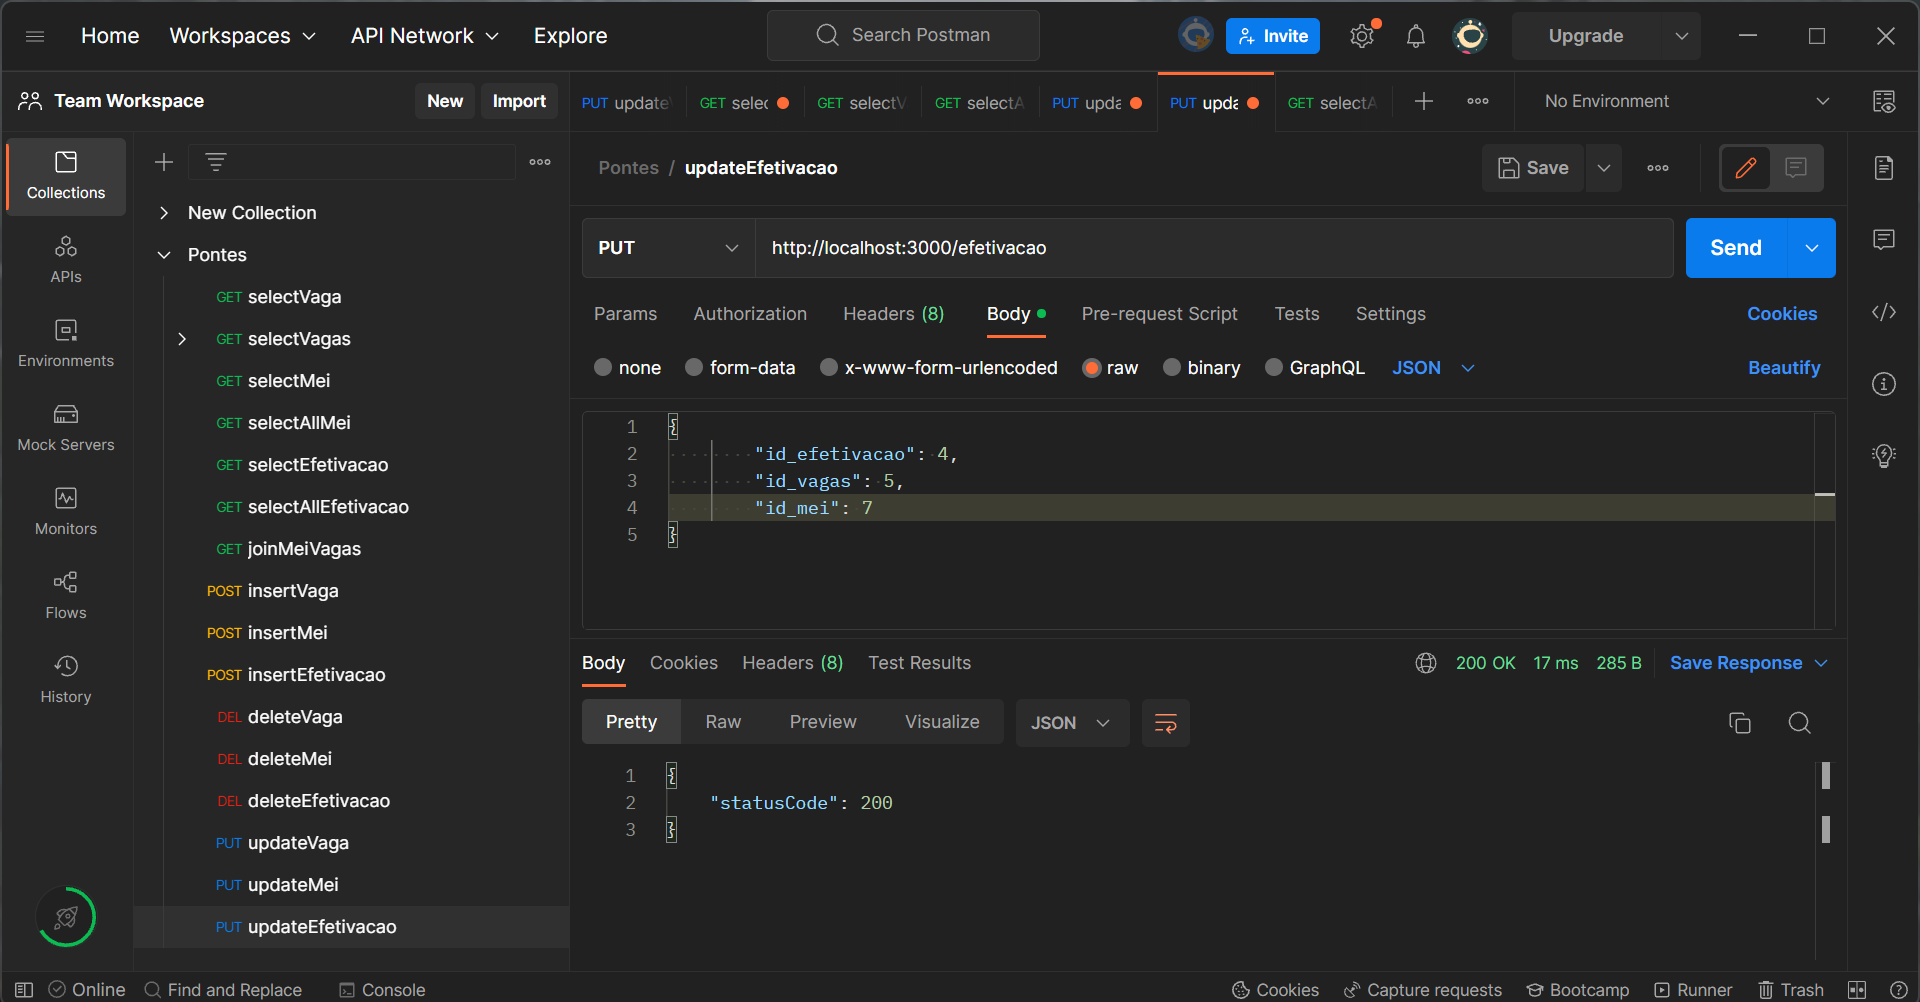 Home Workspaces API Network Explore Search Postman Invite Upgrade
Team Workspace New Import
PUT update GET selec GET selectV GET selectA PUT upda PUT upda GET selectA No Environment
Collections
APIs
Environments
Mock Servers
Monitors
Flows
History
New Collection
Pontes
GET selectVaga
GET selectVagas
GET selectMei
GET selectAllMei
GET selectEfetivacao
GET selectAllEfetivacao
GET joinMeiVagas
POST insertVaga
POST insertMei
POST insertEfetivacao
DEL deleteVaga
DEL deleteMei
DEL deleteEfetivacao
PUT updateVaga
PUT updateMei
PUT updateEfetivacao
Pontes / updateEfetivacao Save
PUT http://localhost:3000/efetivacao Send
Params Authorization Headers (8) Body Pre-request Script Tests Settings Cookies
none form-data x-www-form-urlencoded raw binary GraphQL JSON Beautify
1 {
2 "id_efetivacao": 4,
3 "id_vagas": 5,
4 "id_mei": 7
5 }
Body Cookies Headers (8) Test Results 200 OK 17 ms 285 B Save Response
Pretty Raw Preview Visualize JSON
1 {
2 "statusCode": 200
3 }
Online Find and Replace Console Cookies Capture requests Bootcamp Runner Trash